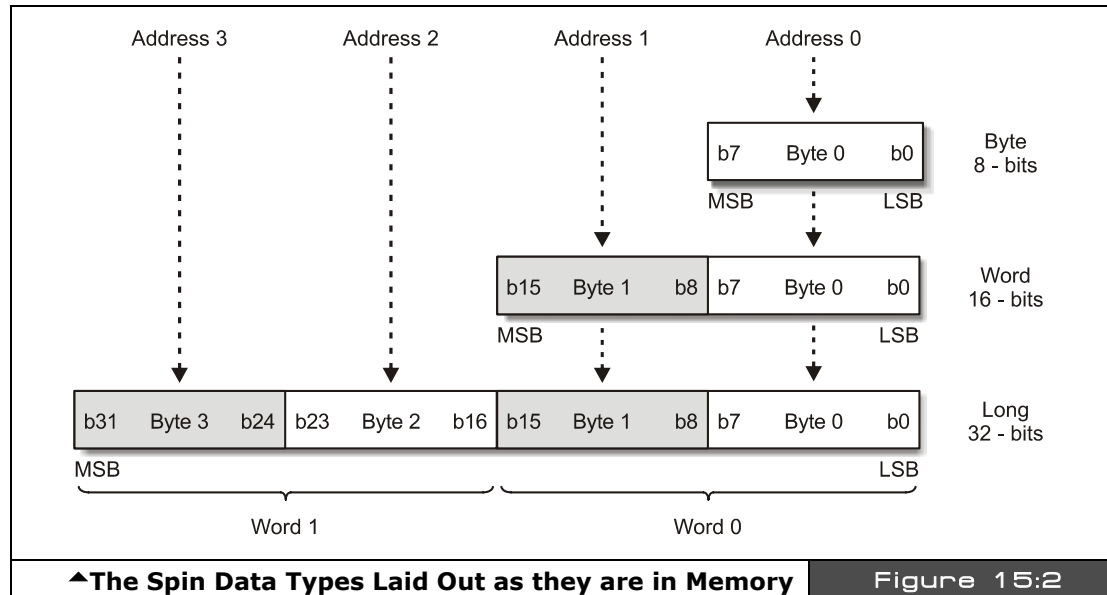 Address 3 Address 2 Address 1 Address 0
b7 Byte 0 b0
Byte
8 - bits
MSB LSB
b15 Byte 1 b8 b7 Byte 0 b0
Word
16 - bits
MSB LSB
b31 Byte 3 b24 b23 Byte 2 b16 b15 Byte 1 b8 b7 Byte 0 b0
Long
32 - bits
MSB LSB
Word 1 Word 0
The Spin Data Types Laid Out as they are in Memory
Figure 15:2